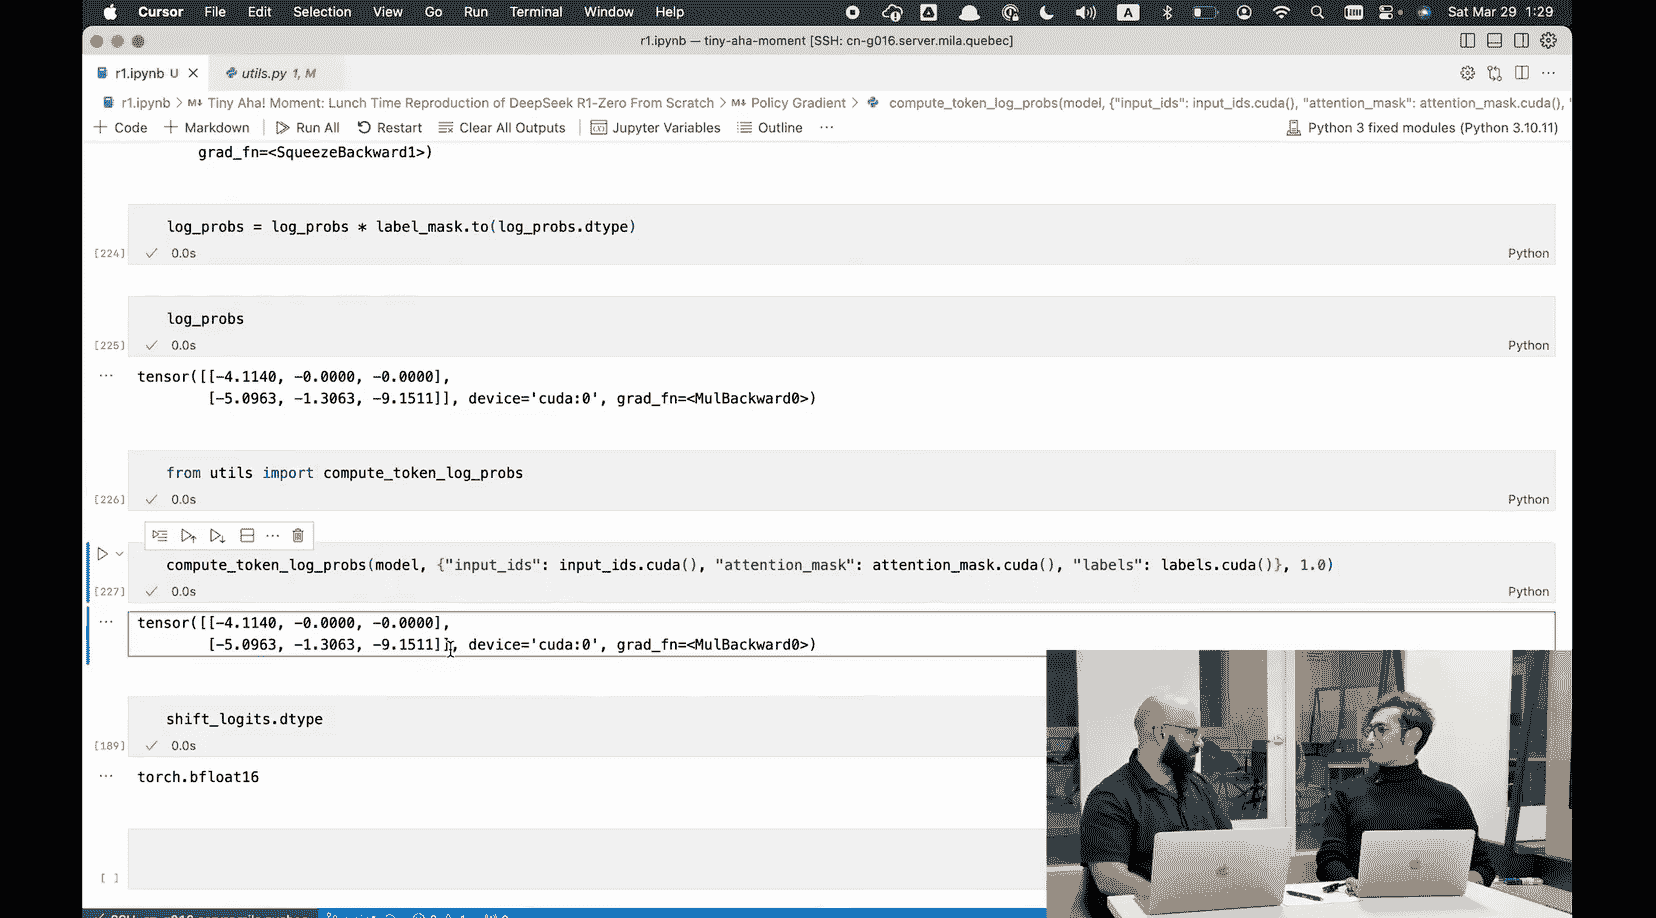 Cursor File Edit Selection View Go Run Terminal Window Help A Sat Mar 29 1:29
r1.ipynb — tiny-aha-moment [SSH: cn-g016.server.mila.quebec]
r1.ipynb U utils.py 1, M
r1.ipynb > M↓ Tiny Aha! Moment: Lunch Time Reproduction of DeepSeek R1-Zero From Scratch > M↓ Policy Gradient > compute_token_log_probs(model, {"input_ids": input_ids.cuda(), "attention_mask": attention_mask.cuda(),
+ Code + Markdown Run All Restart Clear All Outputs Jupyter Variables Outline ··· Python 3 fixed modules (Python 3.10.11)
grad_fn=<SqueezeBackward1>)
log_probs = log_probs * label_mask.to(log_probs.dtype)
[224] ✓ 0.0s Python
log_probs
[225] ✓ 0.0s Python
··· tensor([[-4.1140, -0.0000, -0.0000],
[-5.0963, -1.3063, -9.1511]], device='cuda:0', grad_fn=<MulBackward0>)
from utils import compute_token_log_probs
[226] ✓ 0.0s Python
compute_token_log_probs(model, {"input_ids": input_ids.cuda(), "attention_mask": attention_mask.cuda(), "labels": labels.cuda()}, 1.0)
[227] ✓ 0.0s Python
··· tensor([[-4.1140, -0.0000, -0.0000],
[-5.0963, -1.3063, -9.1511]], device='cuda:0', grad_fn=<MulBackward0>)
shift_logits.dtype
[189] ✓ 0.0s
··· torch.bfloat16
[ ]